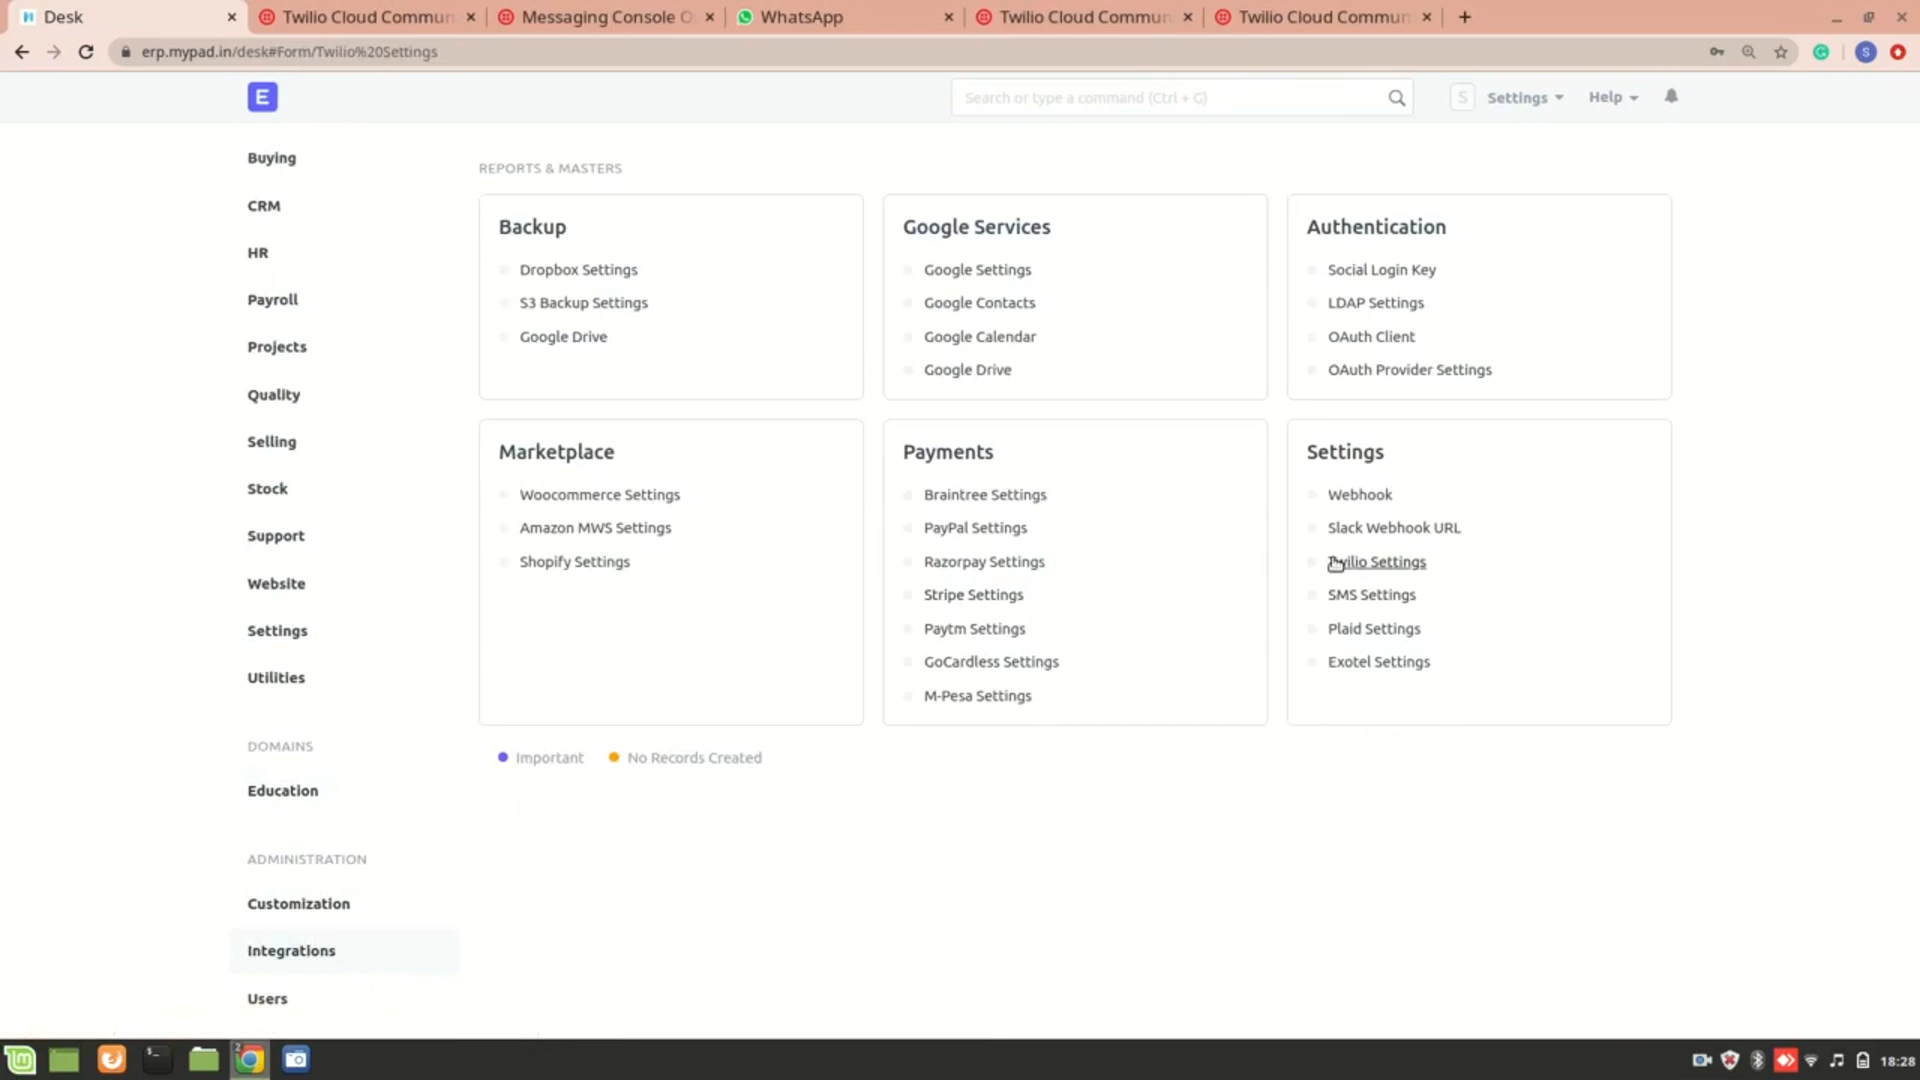 Desk
Twilio Cloud Commun
Messaging Console O
WhatsApp
Twilio Cloud Commun
Twilio Cloud Commun
erp.mypad.in/desk#Form/Twilio%20Settings
S
E
Search or type a command (Ctrl + G)
S
Settings
Help
Buying
CRM
HR
Payroll
Projects
Quality
Selling
Stock
Support
Website
Settings
Utilities
DOMAINS
Education
ADMINISTRATION
Customization
Integrations
Users
REPORTS & MASTERS
Backup
Dropbox Settings
S3 Backup Settings
Google Drive
Google Services
Google Settings
Google Contacts
Google Calendar
Google Drive
Authentication
Social Login Key
LDAP Settings
OAuth Client
OAuth Provider Settings
Marketplace
Woocommerce Settings
Amazon MWS Settings
Shopify Settings
Payments
Braintree Settings
PayPal Settings
Razorpay Settings
Stripe Settings
Paytm Settings
GoCardless Settings
M-Pesa Settings
Settings
Webhook
Slack Webhook URL
Twilio Settings
SMS Settings
Plaid Settings
Exotel Settings
Important
No Records Created
2
18:28